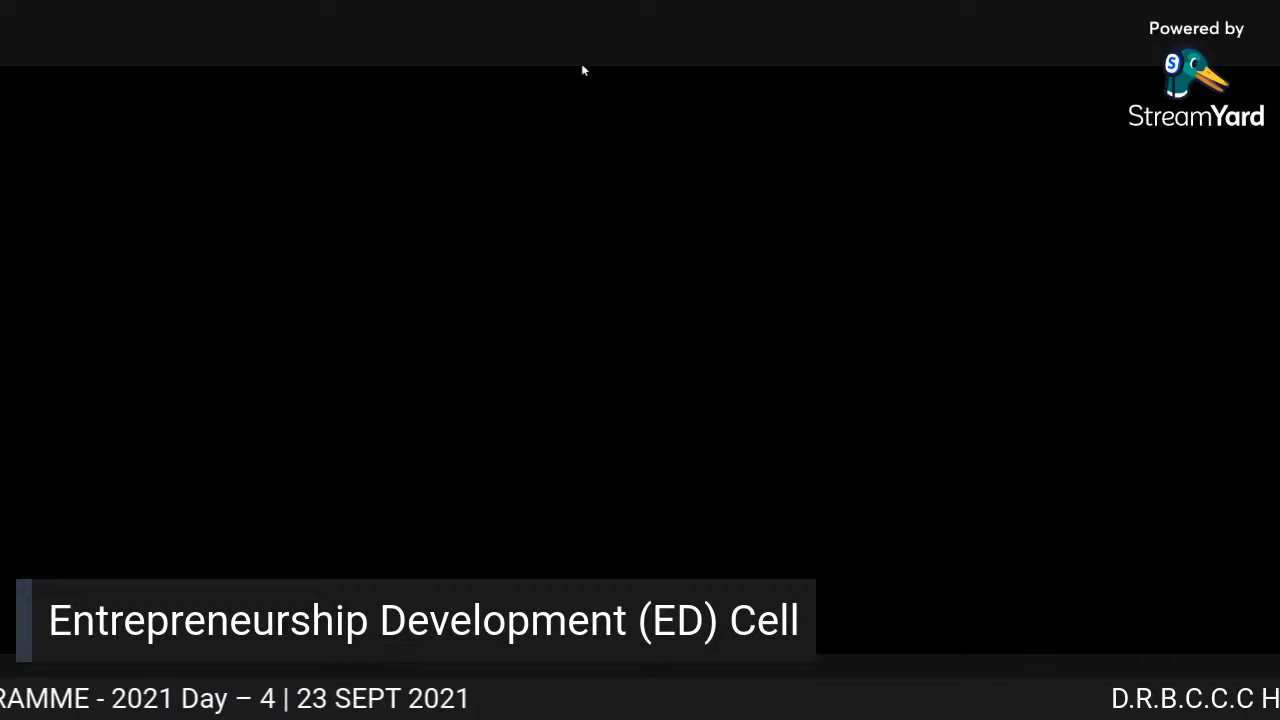 Powered by
S
StreamYard
Entrepreneurship Development (ED) Cell
RAMME - 2021 Day – 4 | 23 SEPT 2021 D.R.B.C.C.C H